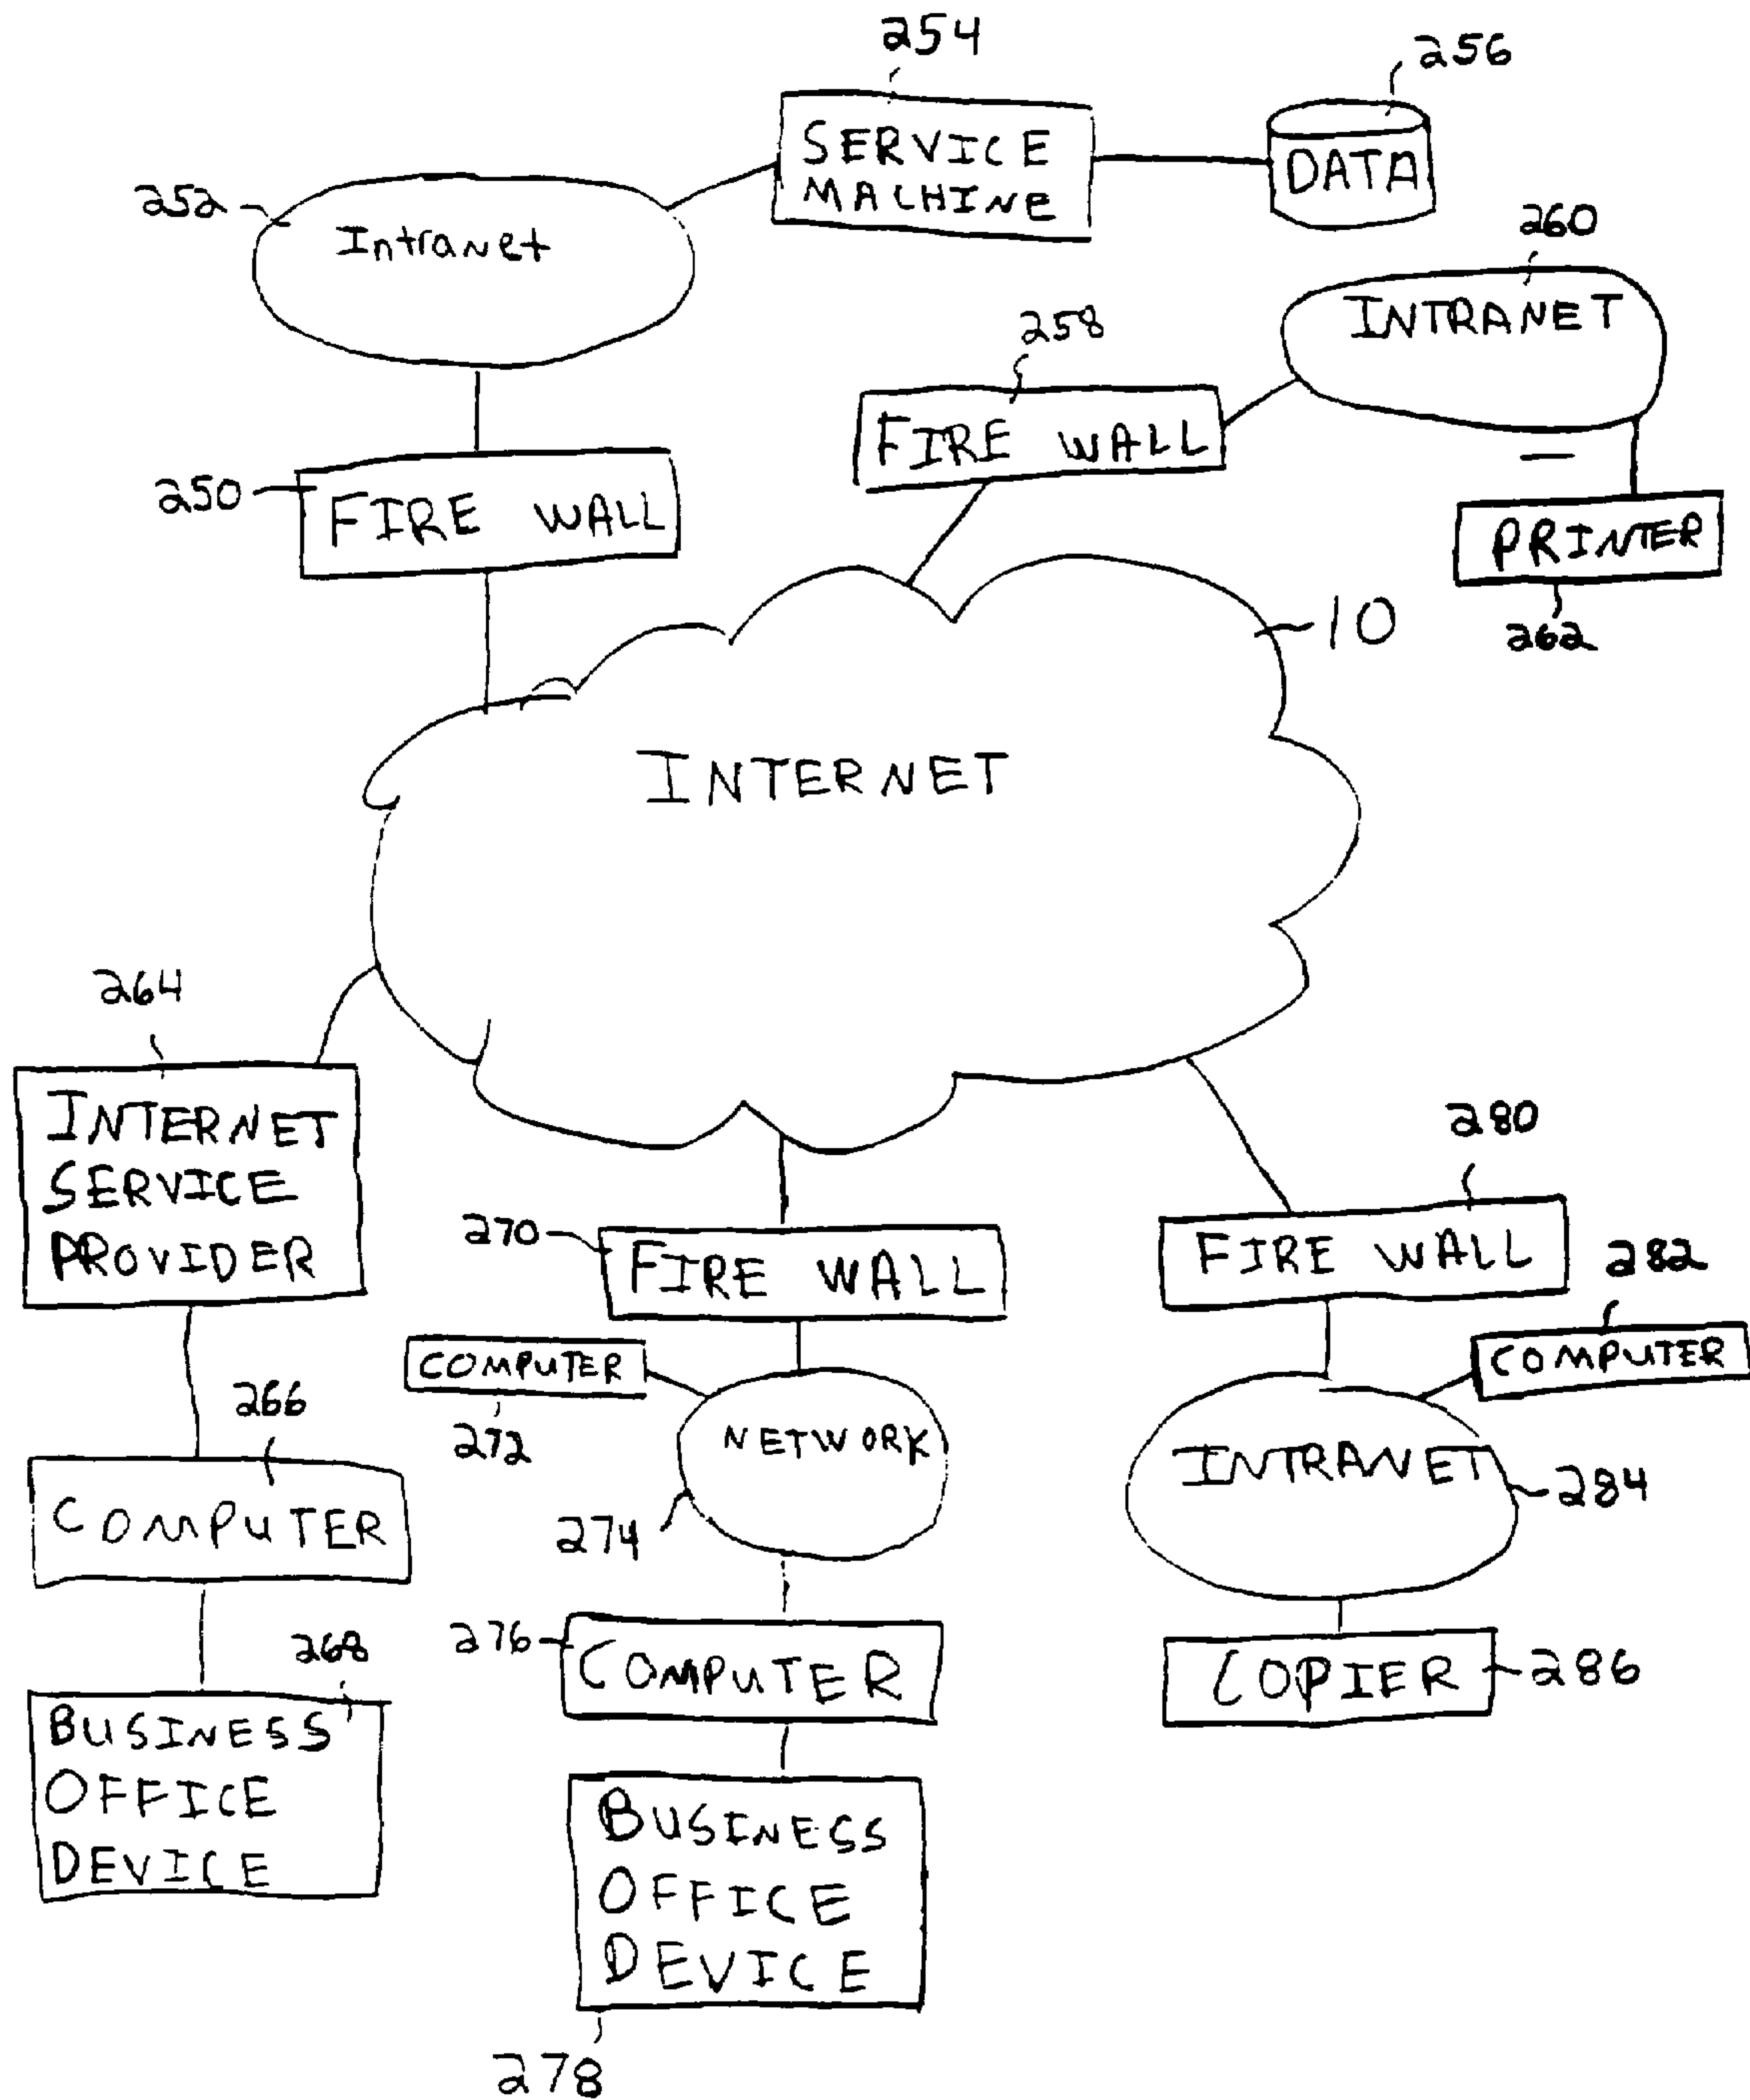 254
256
SERVICE
MACHINE
DATA
252
Intranet
260
INTRANET
258
FIRE WALL
250
FIRE WALL
PRINTER
262
10
INTERNET
264
INTERNET
SERVICE
PROVIDER
280
270
FIRE WALL
FIRE WALL
282
COMPUTER
COMPUTER
266
272
NETWORK
INTRANET
284
COMPUTER
274
276
COMPUTER
COPIER
286
268
BUSINESS
OFFICE
DEVICE
BUSINESS
OFFICE
DEVICE
278